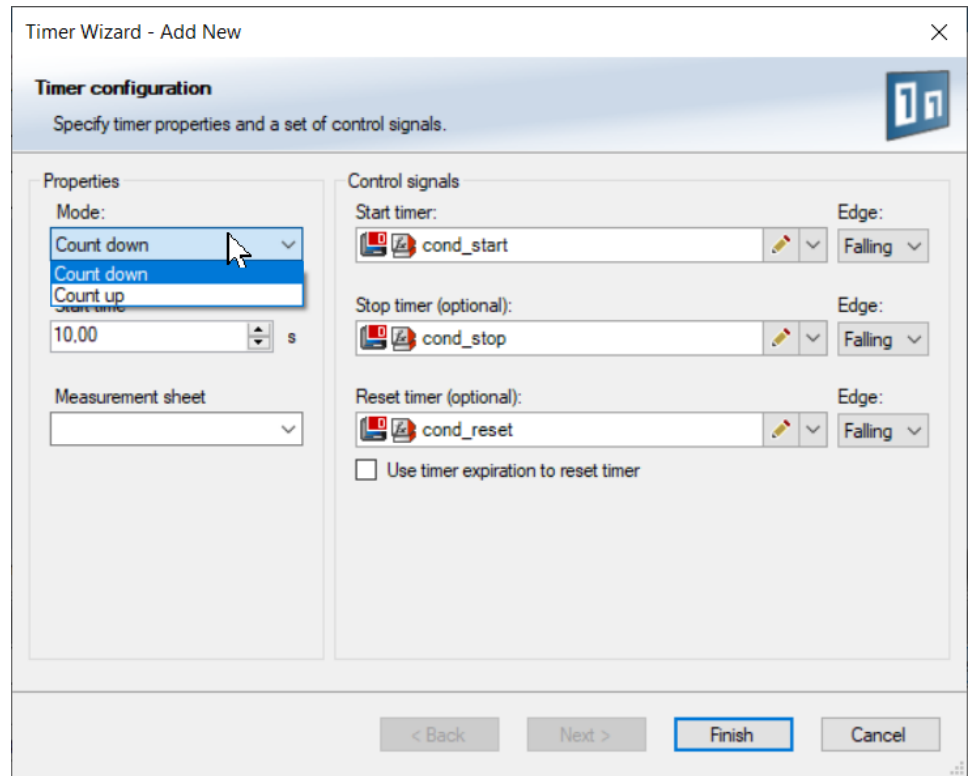 Timer Wizard - Add New
Timer configuration
Specify timer properties and a set of control signals.
Properties
Mode:
Count down
Count down
Count up
Start time
10,00 s
Measurement sheet
Control signals
Start timer: Edge:
cond_start Falling
Stop timer (optional): Edge:
cond_stop Falling
Reset timer (optional): Edge:
cond_reset Falling
Use timer expiration to reset timer
< Back Next > Finish Cancel